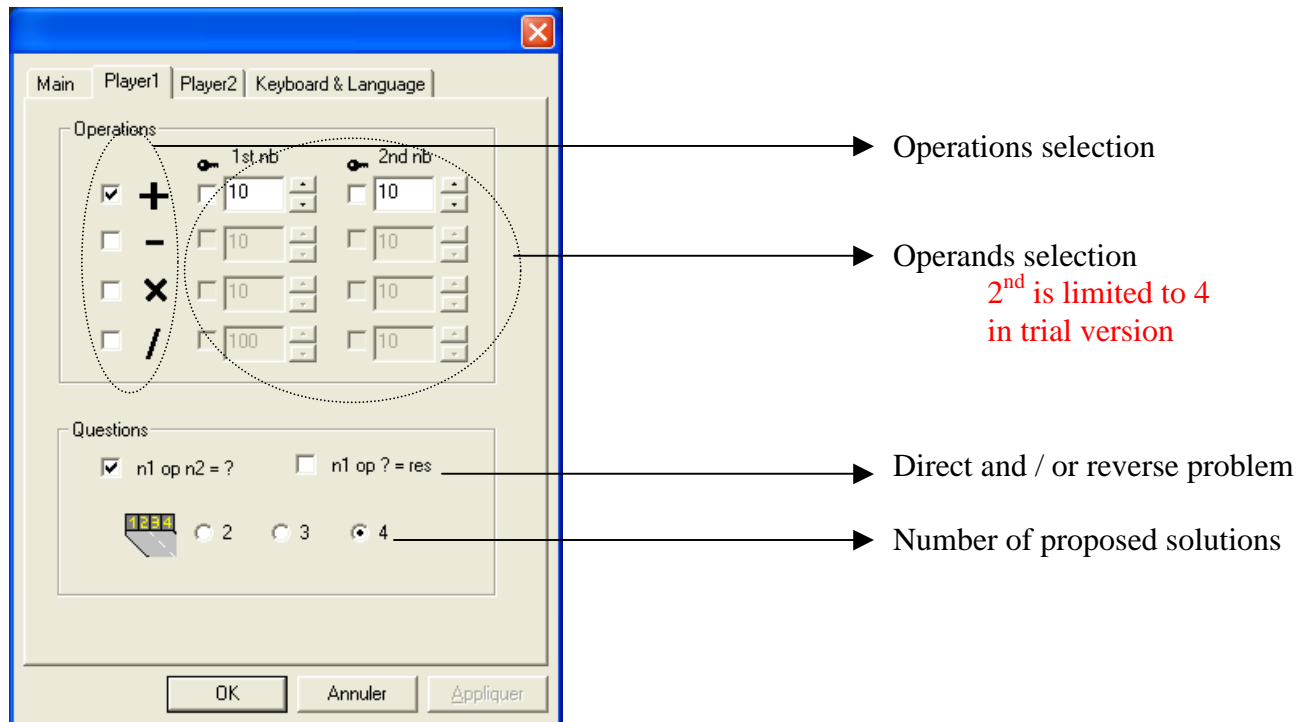 Main Player1 Player2 Keyboard & Language
Operations
1st nb 2nd nb
+ 10 10
- 10 10
× 10 10
/ 100 10
Questions
n1 op n2 = ? n1 op ? = res
1234 2 3 4
OK Annuler Appliquer
Operations selection
Operands selection
2nd is limited to 4
in trial version
Direct and / or reverse problem
Number of proposed solutions